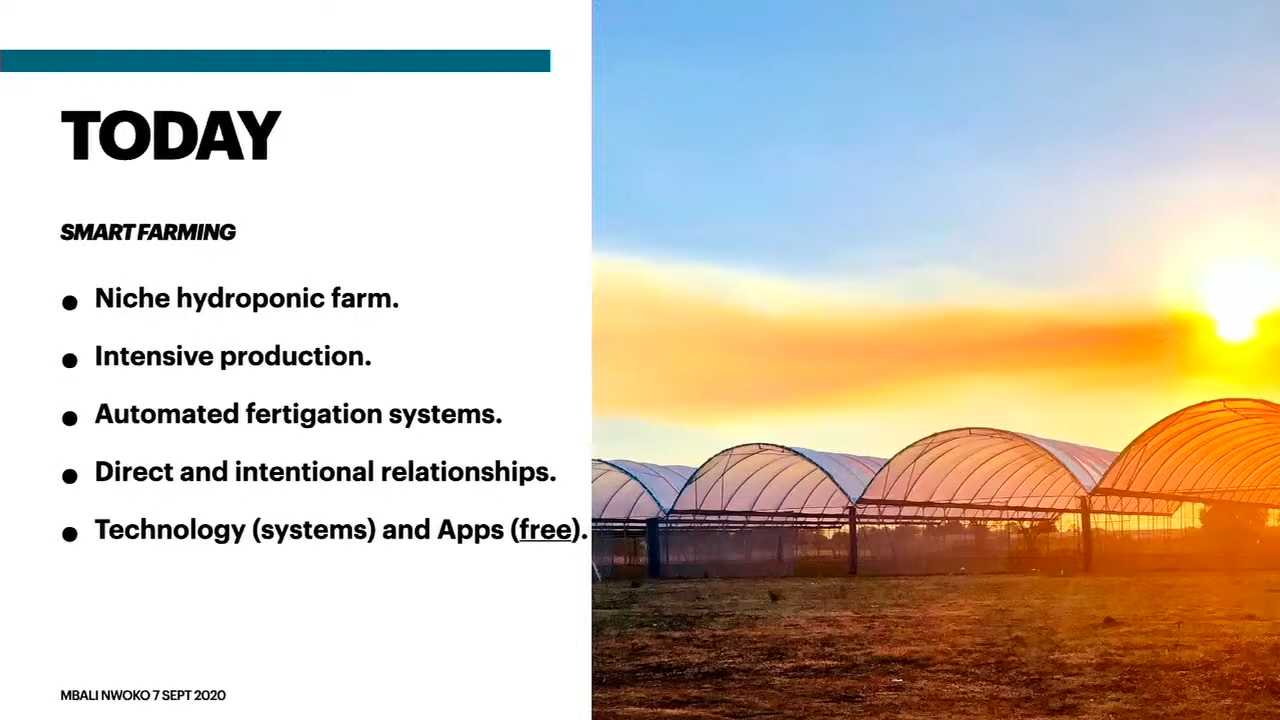 TODAY
SMART FARMING
● Niche hydroponic farm.
● Intensive production.
● Automated fertigation systems.
● Direct and intentional relationships.
● Technology (systems) and Apps (free).
MBALI NWOKO 7 SEPT 2020